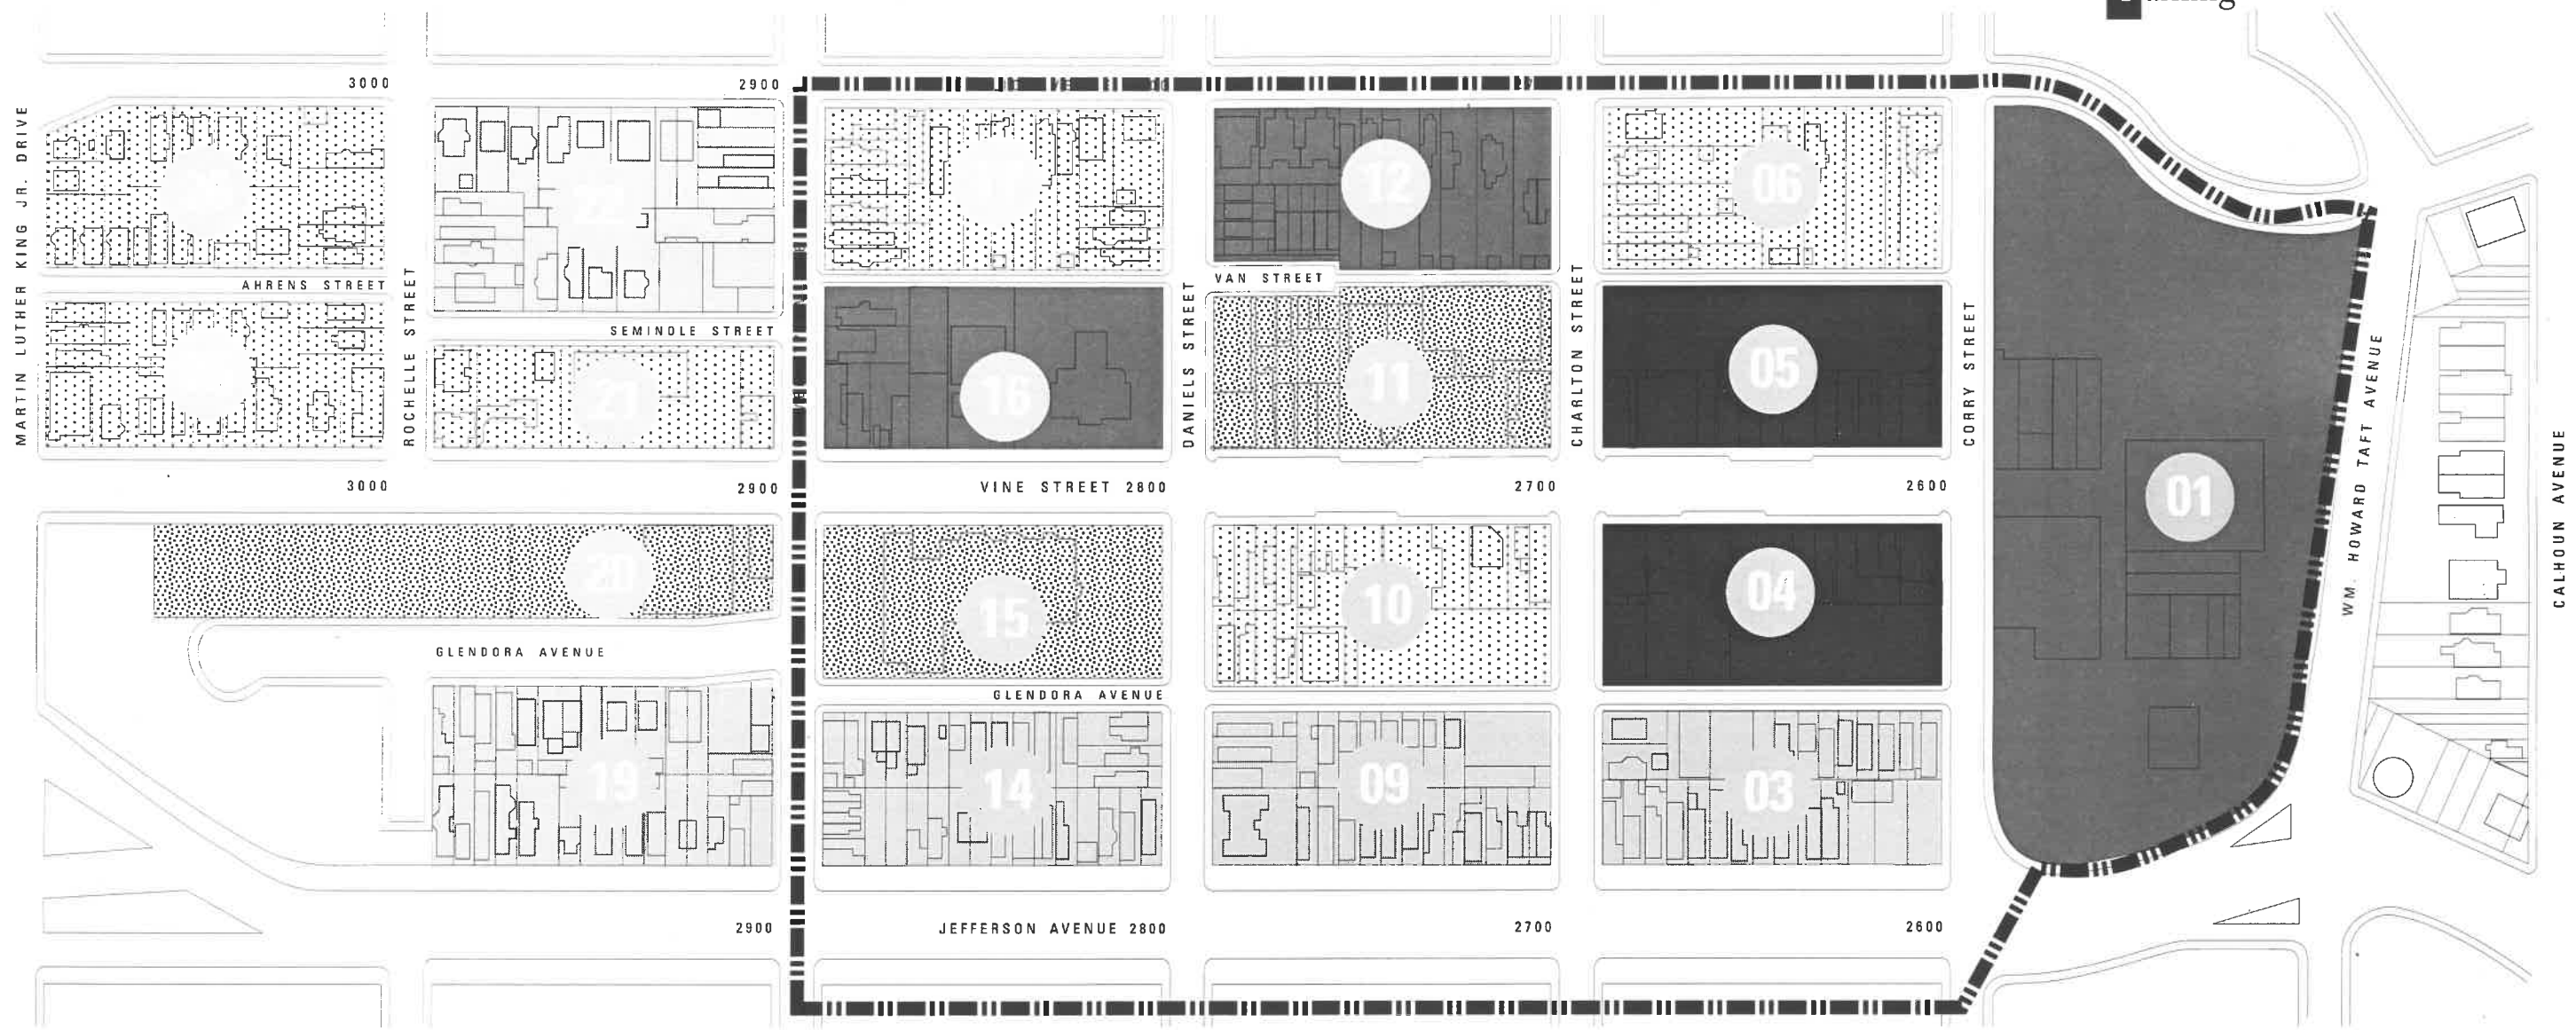 3000
2900
MARTIN LUTHER KING JR. DRIVE
22
12
06
AHRENS STREET
VAN STREET
ROCHELLE STREET
SEMINOLE STREET
DANIELS STREET
CHARLTON STREET
CORRY STREET
21
16
11
05
WM. HOWARD TAFT AVENUE
CALHOUN AVENUE
3000
2900
VINE STREET 2800
2700
2600
01
20
15
10
04
GLENDORA AVENUE
GLENDORA AVENUE
19
14
09
03
2900
JEFFERSON AVENUE 2800
2700
2600